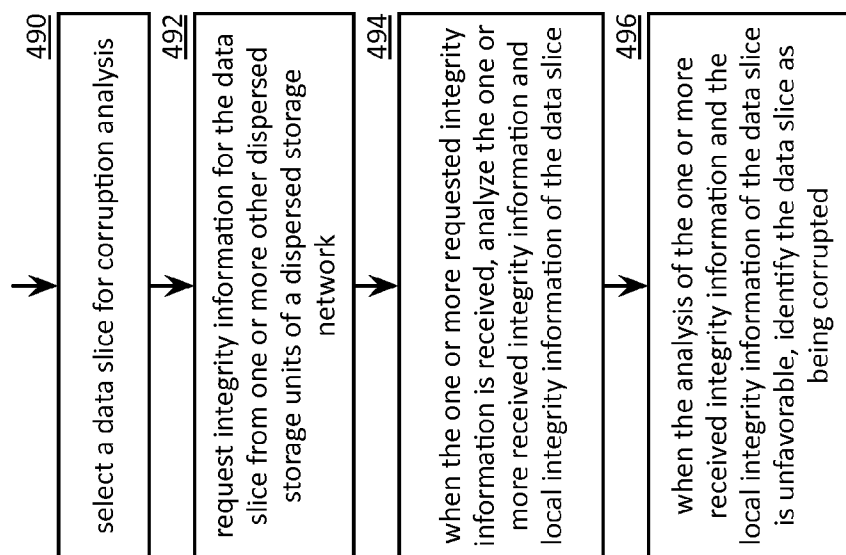 490
select a data slice for corruption analysis
492
request integrity information for the data
slice from one or more other dispersed
storage units of a dispersed storage
network
494
when the one or more requested integrity
information is received, analyze the one or
more received integrity information and
local integrity information of the data slice
496
when the analysis of the one or more
received integrity information and the
local integrity information of the data slice
is unfavorable, identify the data slice as
being corrupted